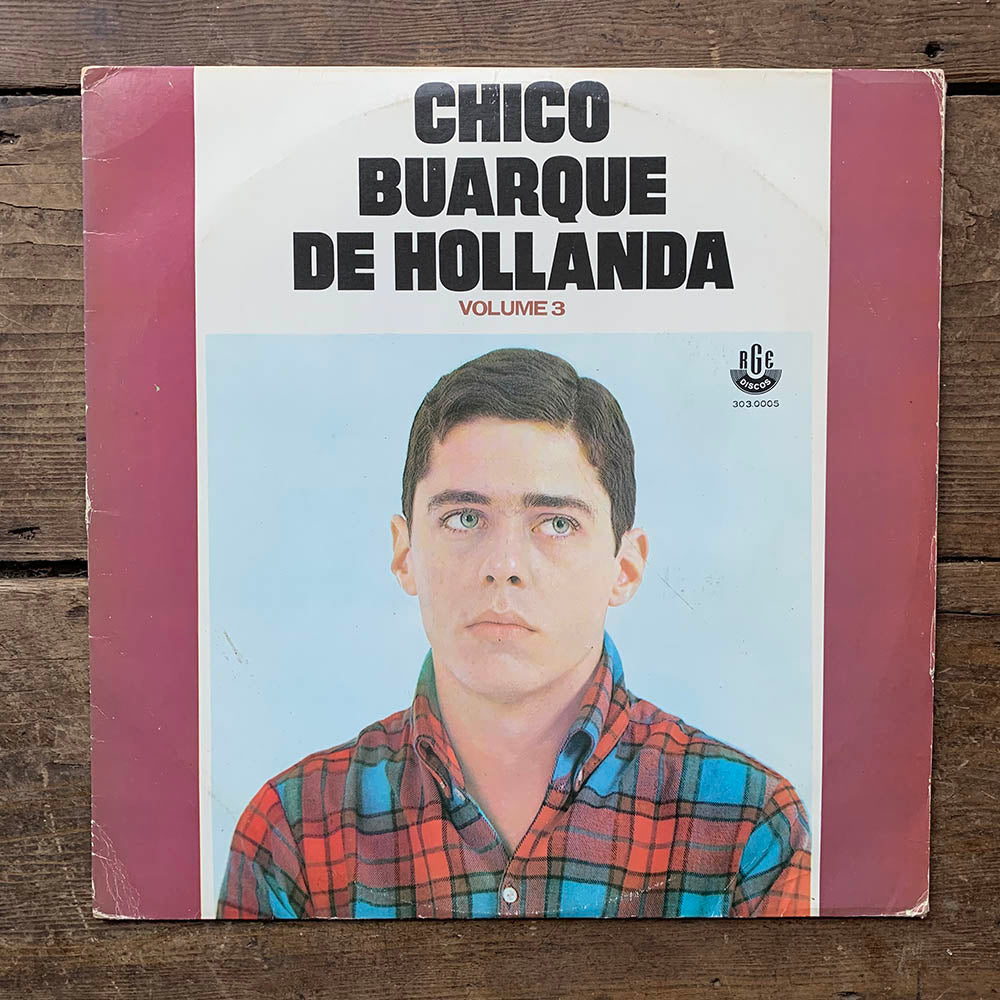 CHICO
BUARQUE
DE HOLLANDA
VOLUME 3
RGE
DISCOS
303.0005